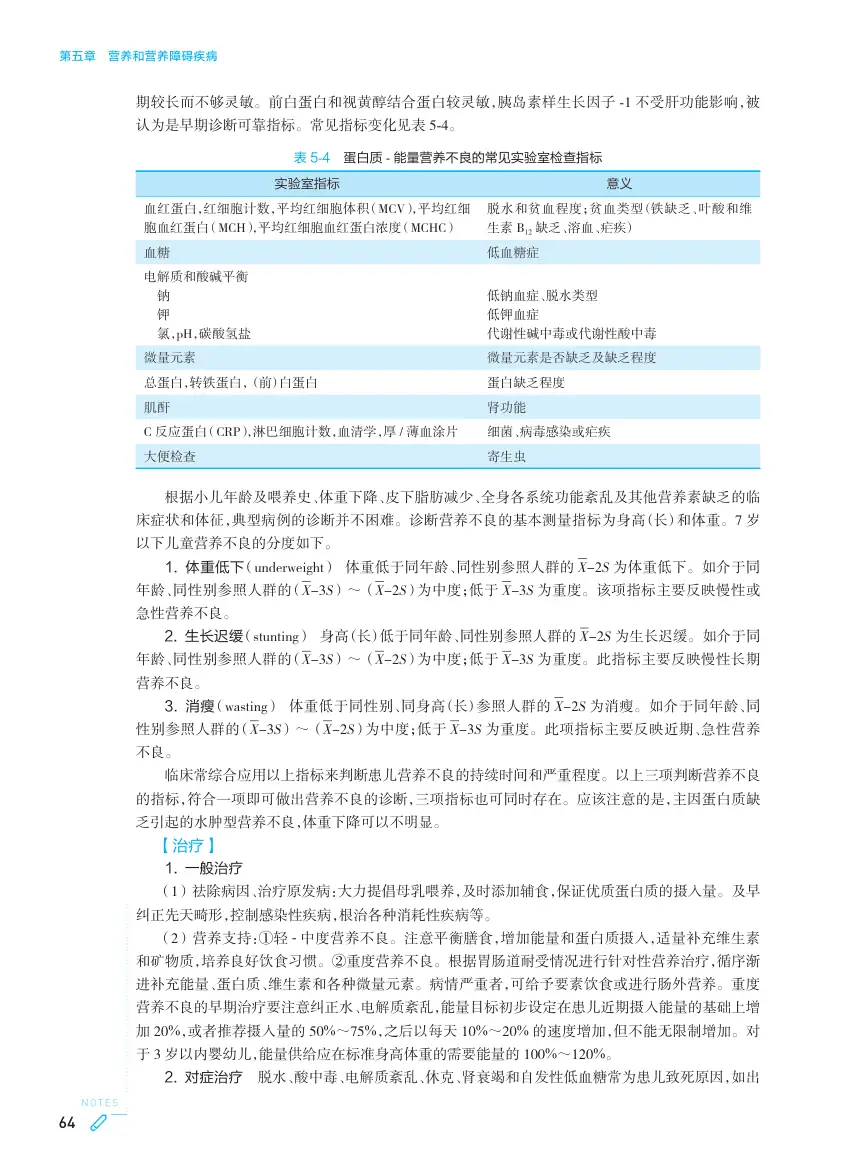 第五章 营养和营养障碍疾病
期较长而不够灵敏。前白蛋白和视黄醇结合蛋白较灵敏,胰岛素样生长因子 -1 不受肝功能影响,被
认为是早期诊断可靠指标。常见指标变化见表 5-4。
表 5-4 蛋白质 - 能量营养不良的常见实验室检查指标
实验室指标 意义
血红蛋白,红细胞计数,平均红细胞体积(MCV),平均红细 脱水和贫血程度;贫血类型(铁缺乏、叶酸和维
胞血红蛋白(MCH),平均红细胞血红蛋白浓度(MCHC) 生素 B₁₂ 缺乏、溶血、疟疾)
血糖 低血糖症
电解质和酸碱平衡
钠 低钠血症、脱水类型
钾 低钾血症
氯,pH,碳酸氢盐 代谢性碱中毒或代谢性酸中毒
微量元素 微量元素是否缺乏及缺乏程度
总蛋白,转铁蛋白,(前)白蛋白 蛋白缺乏程度
肌酐 肾功能
C 反应蛋白(CRP),淋巴细胞计数,血清学,厚 / 薄血涂片 细菌、病毒感染或疟疾
大便检查 寄生虫
根据小儿年龄及喂养史、体重下降、皮下脂肪减少、全身各系统功能紊乱及其他营养素缺乏的临
床症状和体征,典型病例的诊断并不困难。诊断营养不良的基本测量指标为身高(长)和体重。7 岁
以下儿童营养不良的分度如下。
1. 体重低下(underweight) 体重低于同年龄、同性别参照人群的 X̅–2S 为体重低下。如介于同
年龄、同性别参照人群的(X̅–3S)~(X̅–2S)为中度;低于 X̅–3S 为重度。该项指标主要反映慢性或
急性营养不良。
2. 生长迟缓(stunting) 身高(长)低于同年龄、同性别参照人群的 X̅–2S 为生长迟缓。如介于同
年龄、同性别参照人群的(X̅–3S)~(X̅–2S)为中度;低于 X̅–3S 为重度。此指标主要反映慢性长期
营养不良。
3. 消瘦(wasting) 体重低于同性别、同身高(长)参照人群的 X̅–2S 为消瘦。如介于同年龄、同
性别参照人群的(X̅–3S)~(X̅–2S)为中度;低于 X̅–3S 为重度。此项指标主要反映近期、急性营养
不良。
临床常综合应用以上指标来判断患儿营养不良的持续时间和严重程度。以上三项判断营养不良
的指标,符合一项即可做出营养不良的诊断,三项指标也可同时存在。应该注意的是,主因蛋白质缺
乏引起的水肿型营养不良,体重下降可以不明显。
【治疗】
1. 一般治疗
(1)祛除病因、治疗原发病:大力提倡母乳喂养,及时添加辅食,保证优质蛋白质的摄入量。及早
纠正先天畸形,控制感染性疾病,根治各种消耗性疾病等。
(2)营养支持:①轻 - 中度营养不良。注意平衡膳食,增加能量和蛋白质摄入,适量补充维生素
和矿物质,培养良好饮食习惯。②重度营养不良。根据胃肠道耐受情况进行针对性营养治疗,循序渐
进补充能量、蛋白质、维生素和各种微量元素。病情严重者,可给予要素饮食或进行肠外营养。重度
营养不良的早期治疗要注意纠正水、电解质紊乱,能量目标初步设定在患儿近期摄入能量的基础上增
加 20%,或者推荐摄入量的 50%~75%,之后以每天 10%~20% 的速度增加,但不能无限制增加。对
于 3 岁以内婴幼儿,能量供给应在标准身高体重的需要能量的 100%~120%。
2. 对症治疗 脱水、酸中毒、电解质紊乱、休克、肾衰竭和自发性低血糖常为患儿致死原因,如出
NOTES
64